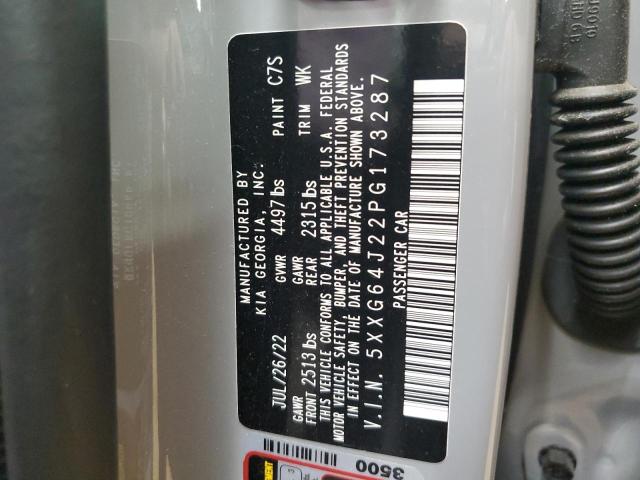 MANUFACTURED BY
KIA GEORGIA, INC.
JUL/26/22 GVWR 4497 lbs PAINT C7S
GAWR FRONT 2513 lbs GAWR REAR 2315 lbs TRIM WK
THIS VEHICLE CONFORMS TO ALL APPLICABLE U.S.A. FEDERAL
MOTOR VEHICLE SAFETY, BUMPER, AND THEFT PREVENTION STANDARDS
IN EFFECT ON THE DATE OF MANUFACTURE SHOWN ABOVE.
V.I.N. 5XXG64J22PG173287
PASSENGER CAR
3500